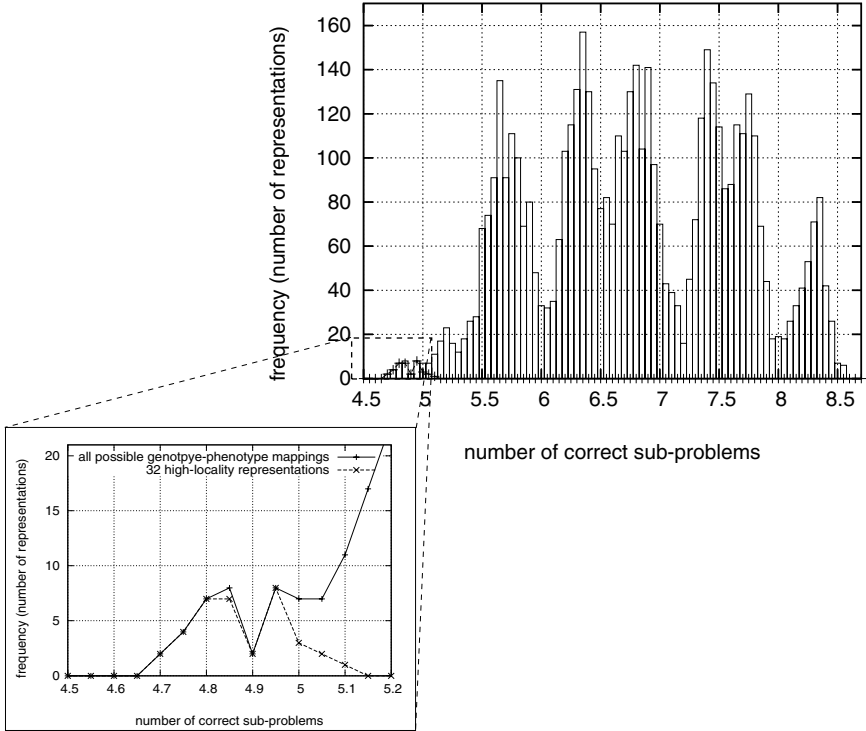 160
140
120
100
80
60
40
20
0
frequency (number of representations)
4.5 5 5.5 6 6.5 7 7.5 8 8.5
number of correct sub-problems
20
15
10
5
0
frequency (number of representations)
all possible genotpye-phenotype mappings
32 high-locality representations
4.5 4.6 4.7 4.8 4.9 5 5.1 5.2
number of correct sub-problems